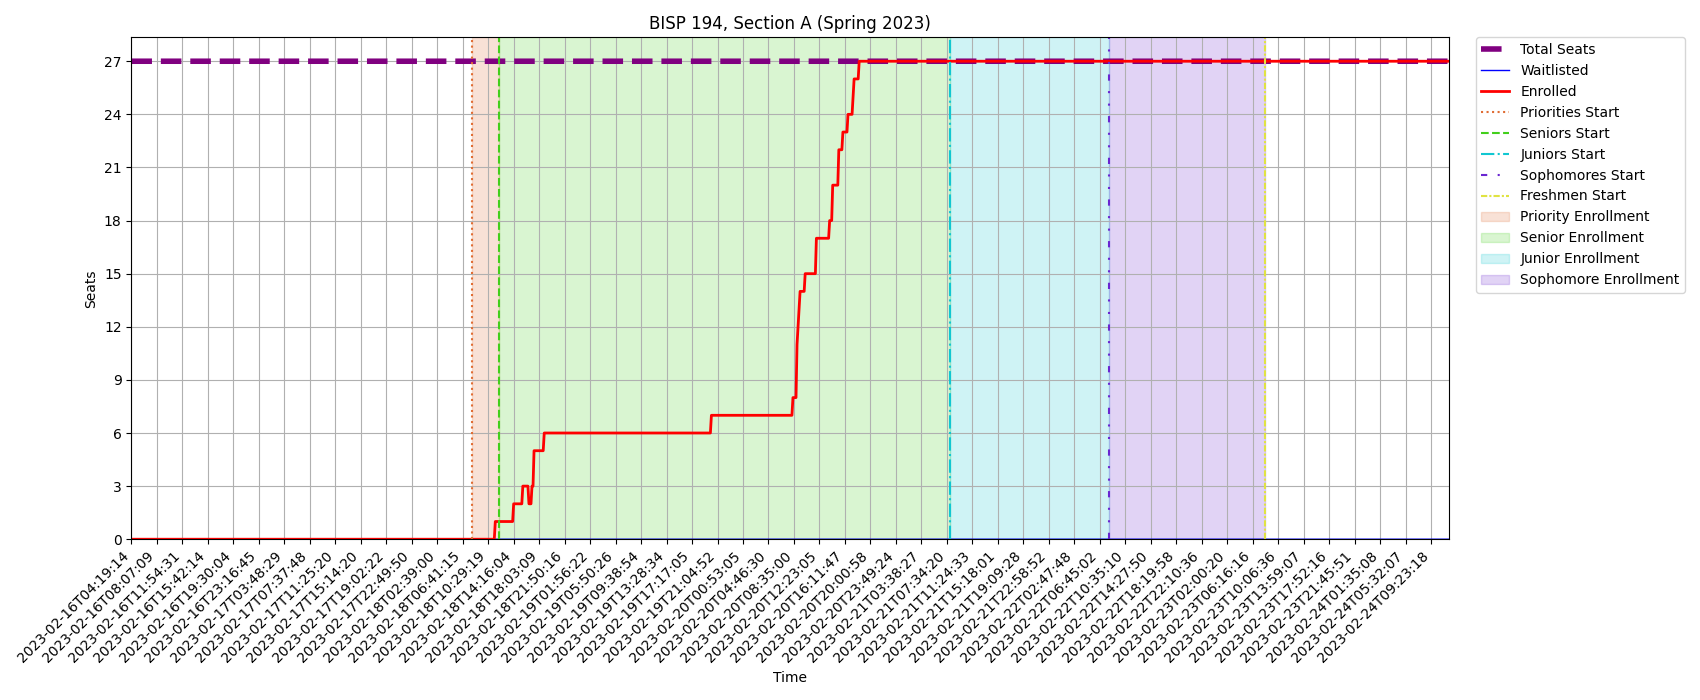 BISP 194, Section A (Spring 2023)
Seats
27
24
21
18
15
12
9
6
3
0
2023-02-16T04:19:14
2023-02-16T08:07:09
2023-02-16T11:54:31
2023-02-16T15:42:14
2023-02-16T19:30:04
2023-02-16T23:16:45
2023-02-17T03:48:29
2023-02-17T07:37:48
2023-02-17T11:25:20
2023-02-17T15:14:20
2023-02-17T19:02:22
2023-02-17T22:49:50
2023-02-18T02:39:00
2023-02-18T06:41:15
2023-02-18T10:29:19
2023-02-18T14:16:04
2023-02-18T18:03:09
2023-02-18T21:50:16
2023-02-19T01:56:22
2023-02-19T05:50:26
2023-02-19T09:38:54
2023-02-19T13:28:34
2023-02-19T17:17:05
2023-02-19T21:04:52
2023-02-20T00:53:05
2023-02-20T04:46:30
2023-02-20T08:35:00
2023-02-20T12:23:05
2023-02-20T16:11:47
2023-02-20T20:00:58
2023-02-20T23:49:24
2023-02-21T03:38:27
2023-02-21T07:34:20
2023-02-21T11:24:33
2023-02-21T15:18:01
2023-02-21T19:09:28
2023-02-21T22:58:52
2023-02-22T02:47:48
2023-02-22T06:45:02
2023-02-22T10:35:10
2023-02-22T14:27:50
2023-02-22T18:19:58
2023-02-22T22:10:36
2023-02-23T02:00:20
2023-02-23T06:16:16
2023-02-23T10:06:36
2023-02-23T13:59:07
2023-02-23T17:52:16
2023-02-23T21:45:51
2023-02-24T01:35:08
2023-02-24T05:32:07
2023-02-24T09:23:18
Time
Total Seats
Waitlisted
Enrolled
Priorities Start
Seniors Start
Juniors Start
Sophomores Start
Freshmen Start
Priority Enrollment
Senior Enrollment
Junior Enrollment
Sophomore Enrollment